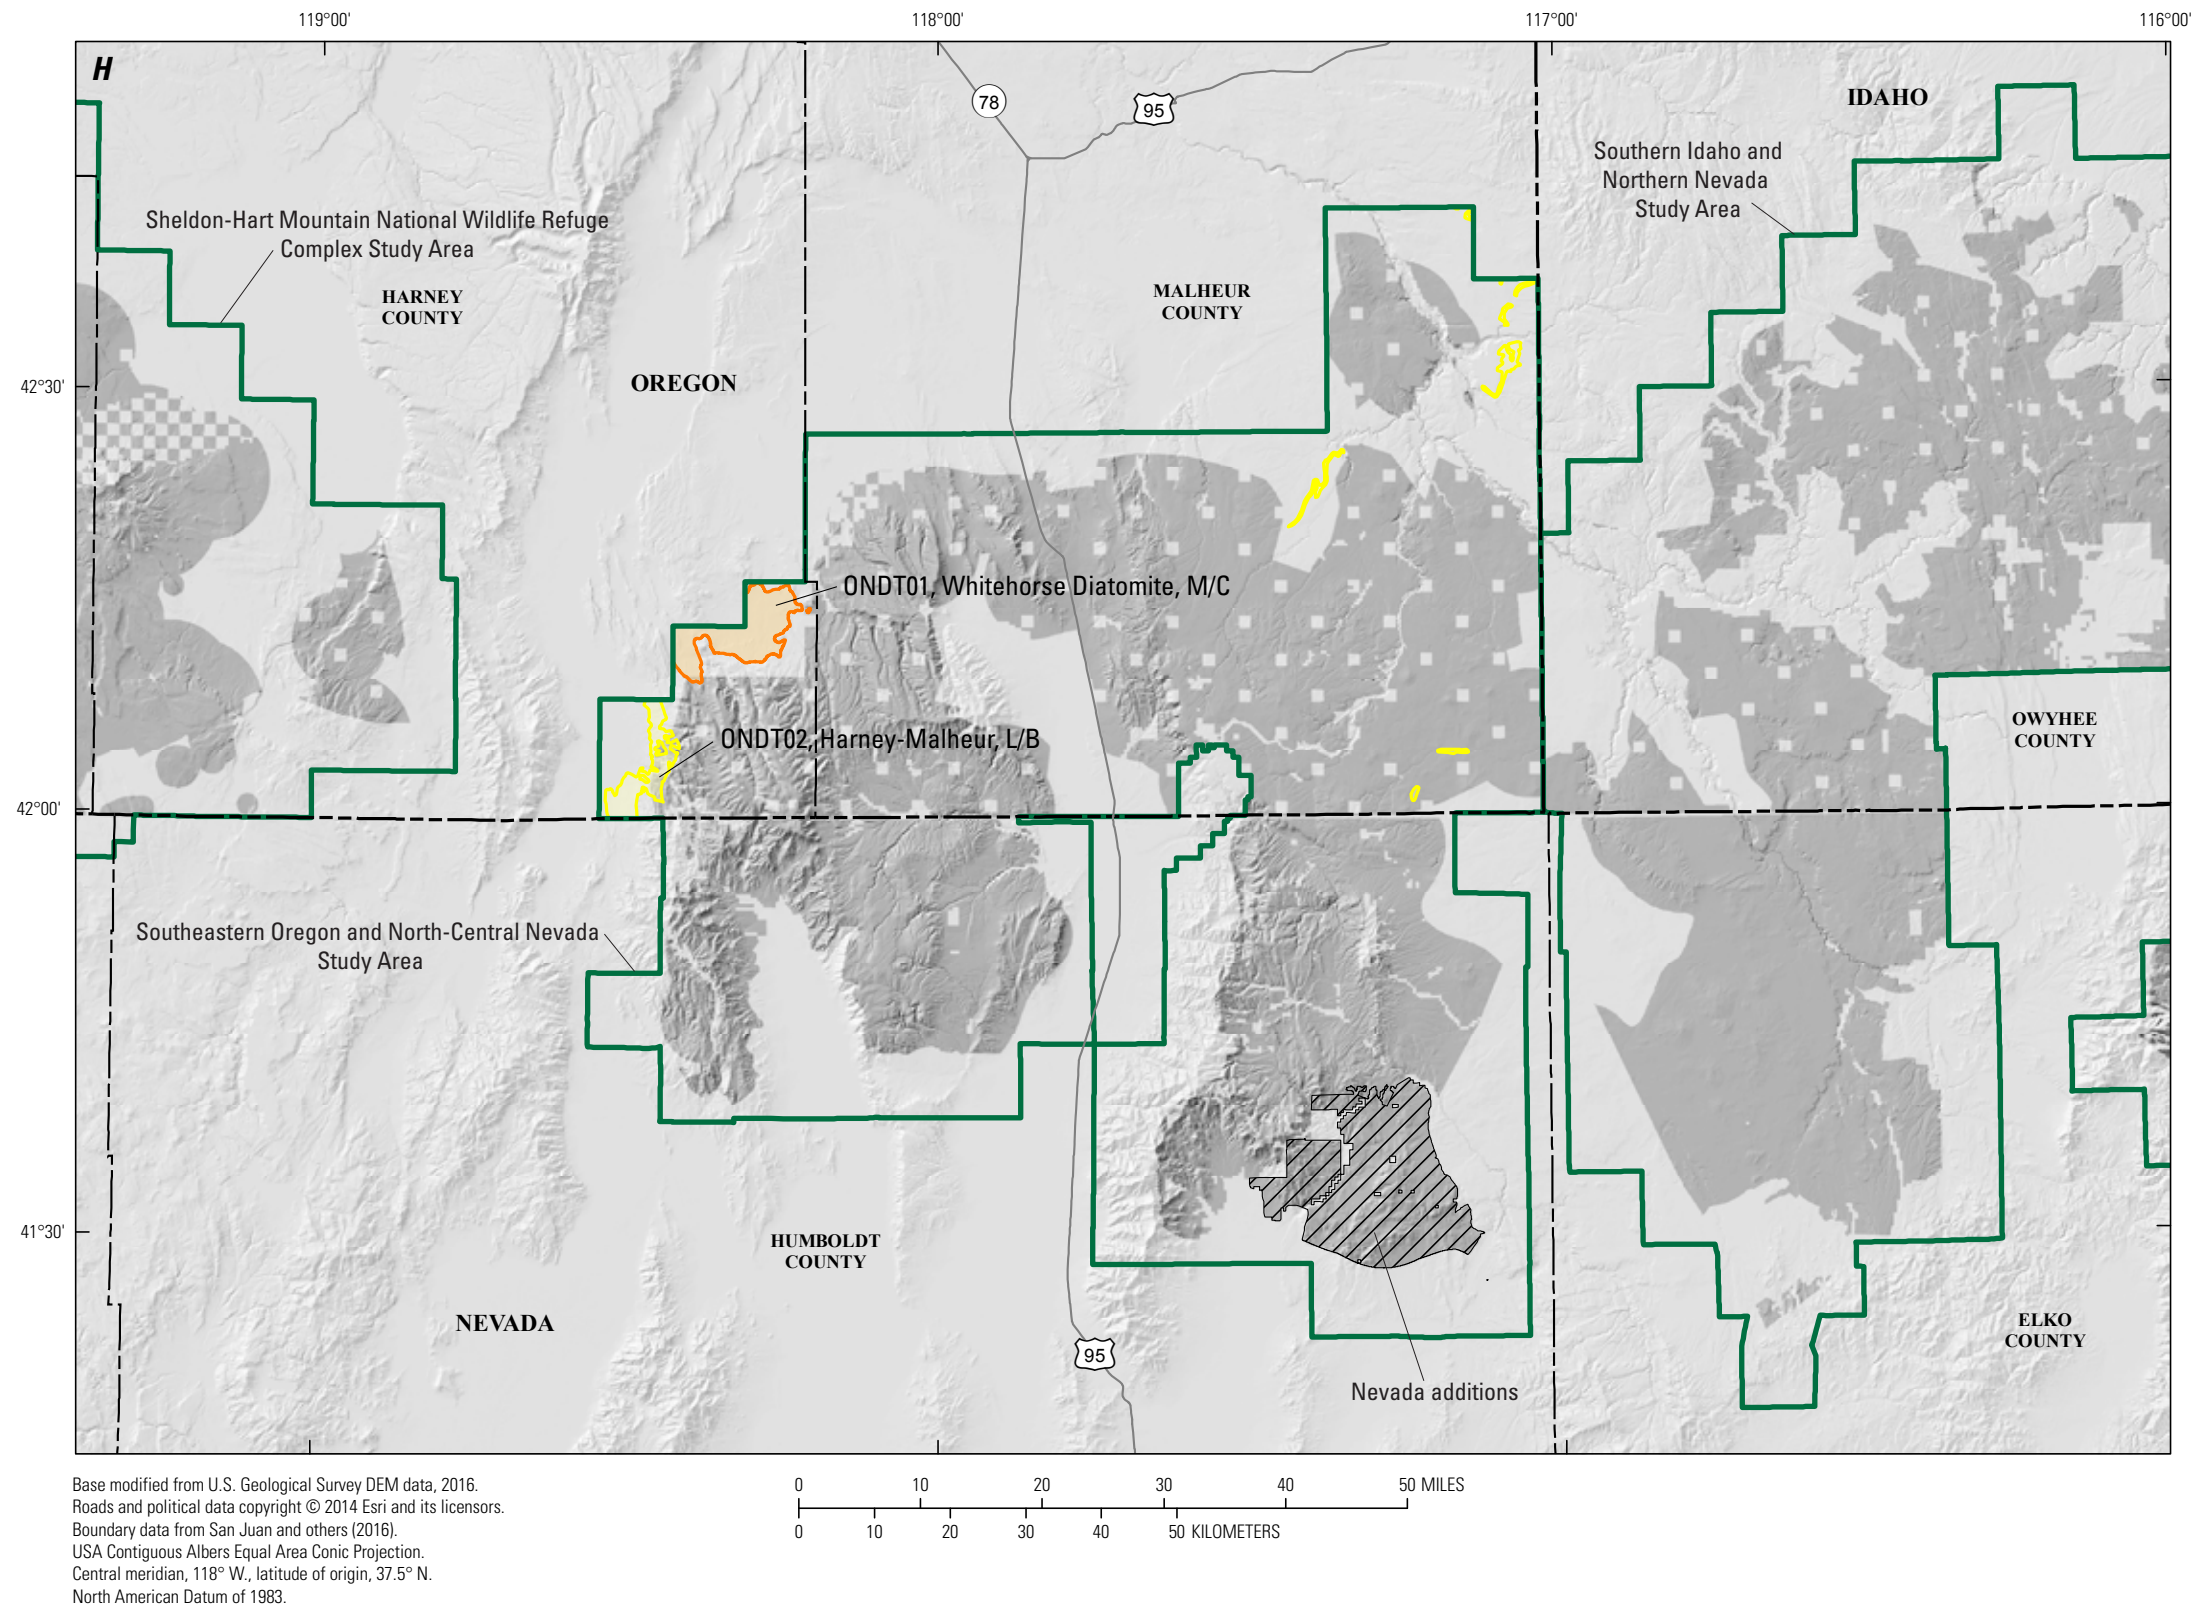 119°00'
118°00'
117°00'
116°00'
H
78
95
IDAHO
Southern Idaho and
Northern Nevada
Study Area
Sheldon-Hart Mountain National Wildlife Refuge
Complex Study Area
HARNEY
COUNTY
MALHEUR
COUNTY
42°30'
OREGON
ONDT01, Whitehorse Diatomite, M/C
OWYHEE
COUNTY
ONDT02, Harney-Malheur, L/B
42°00'
Southeastern Oregon and North-Central Nevada
Study Area
41°30'
HUMBOLDT
COUNTY
NEVADA
ELKO
COUNTY
95
Nevada additions
Base modified from U.S. Geological Survey DEM data, 2016.
Roads and political data copyright © 2014 Esri and its licensors.
Boundary data from San Juan and others (2016).
USA Contiguous Albers Equal Area Conic Projection.
Central meridian, 118° W., latitude of origin, 37.5° N.
North American Datum of 1983.
0 10 20 30 40 50 MILES
0 10 20 30 40 50 KILOMETERS